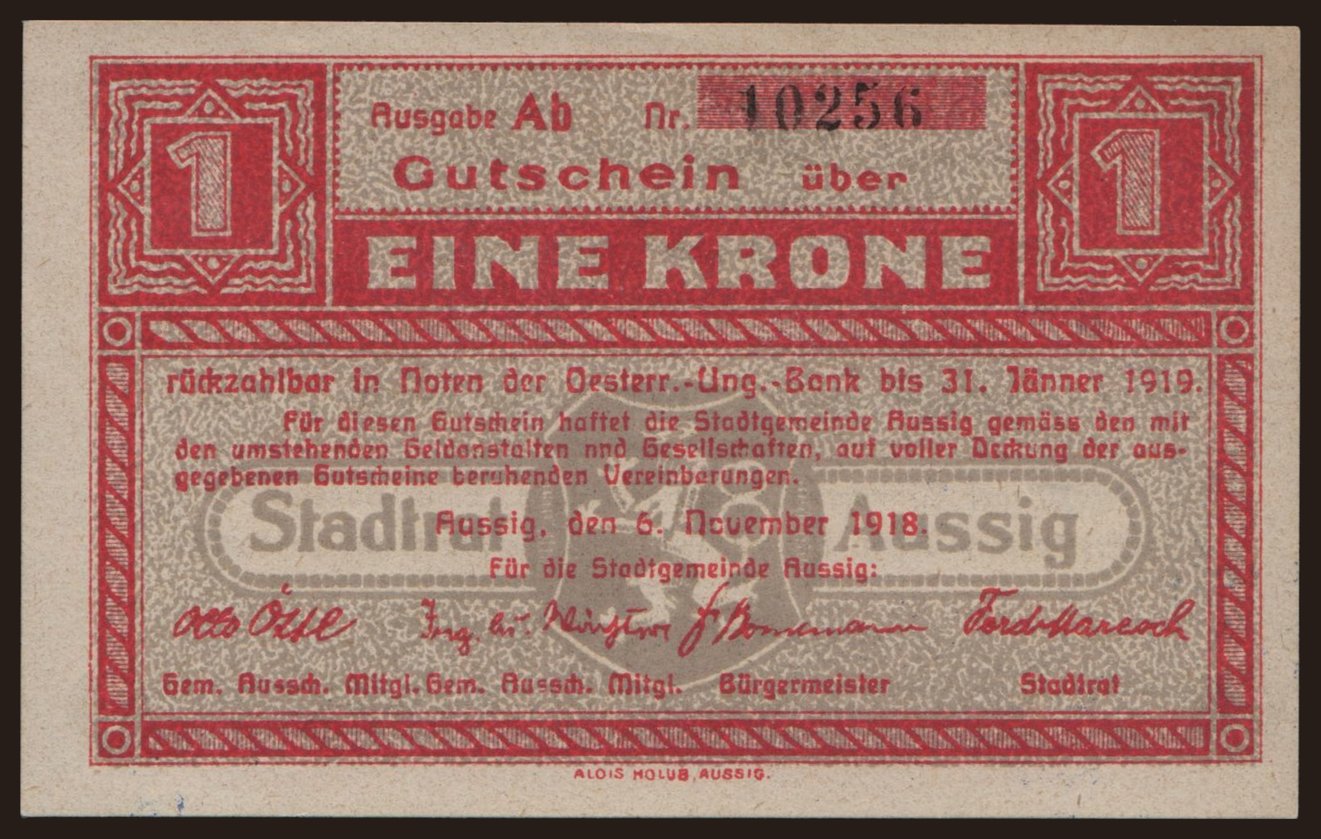 1
Ausgabe Ab Nr. 10256
1
Gutschein über
EINE KRONE
rückzahlbar in Noten der Oesterr.-Ung.-Bank bis 31. Jänner 1919.
Für diesen Gutschein haftet die Stadtgemeinde Aussig gemäss den mit
den umstehenden Geldanstalten nnd Gesellschaften, auf voller Deckung der aus-
gegebenen Gutscheine beruhenden Vereinbarungen.
Stadtrat Aussig
Aussig, den 6. November 1918.
Für die Stadtgemeinde Aussig:
Otto
Gem. Aussch. Mitgl. Gem. Aussch. Mitgl. Bürgermeister Stadtrat
ALOIS HOLUB, AUSSIG.